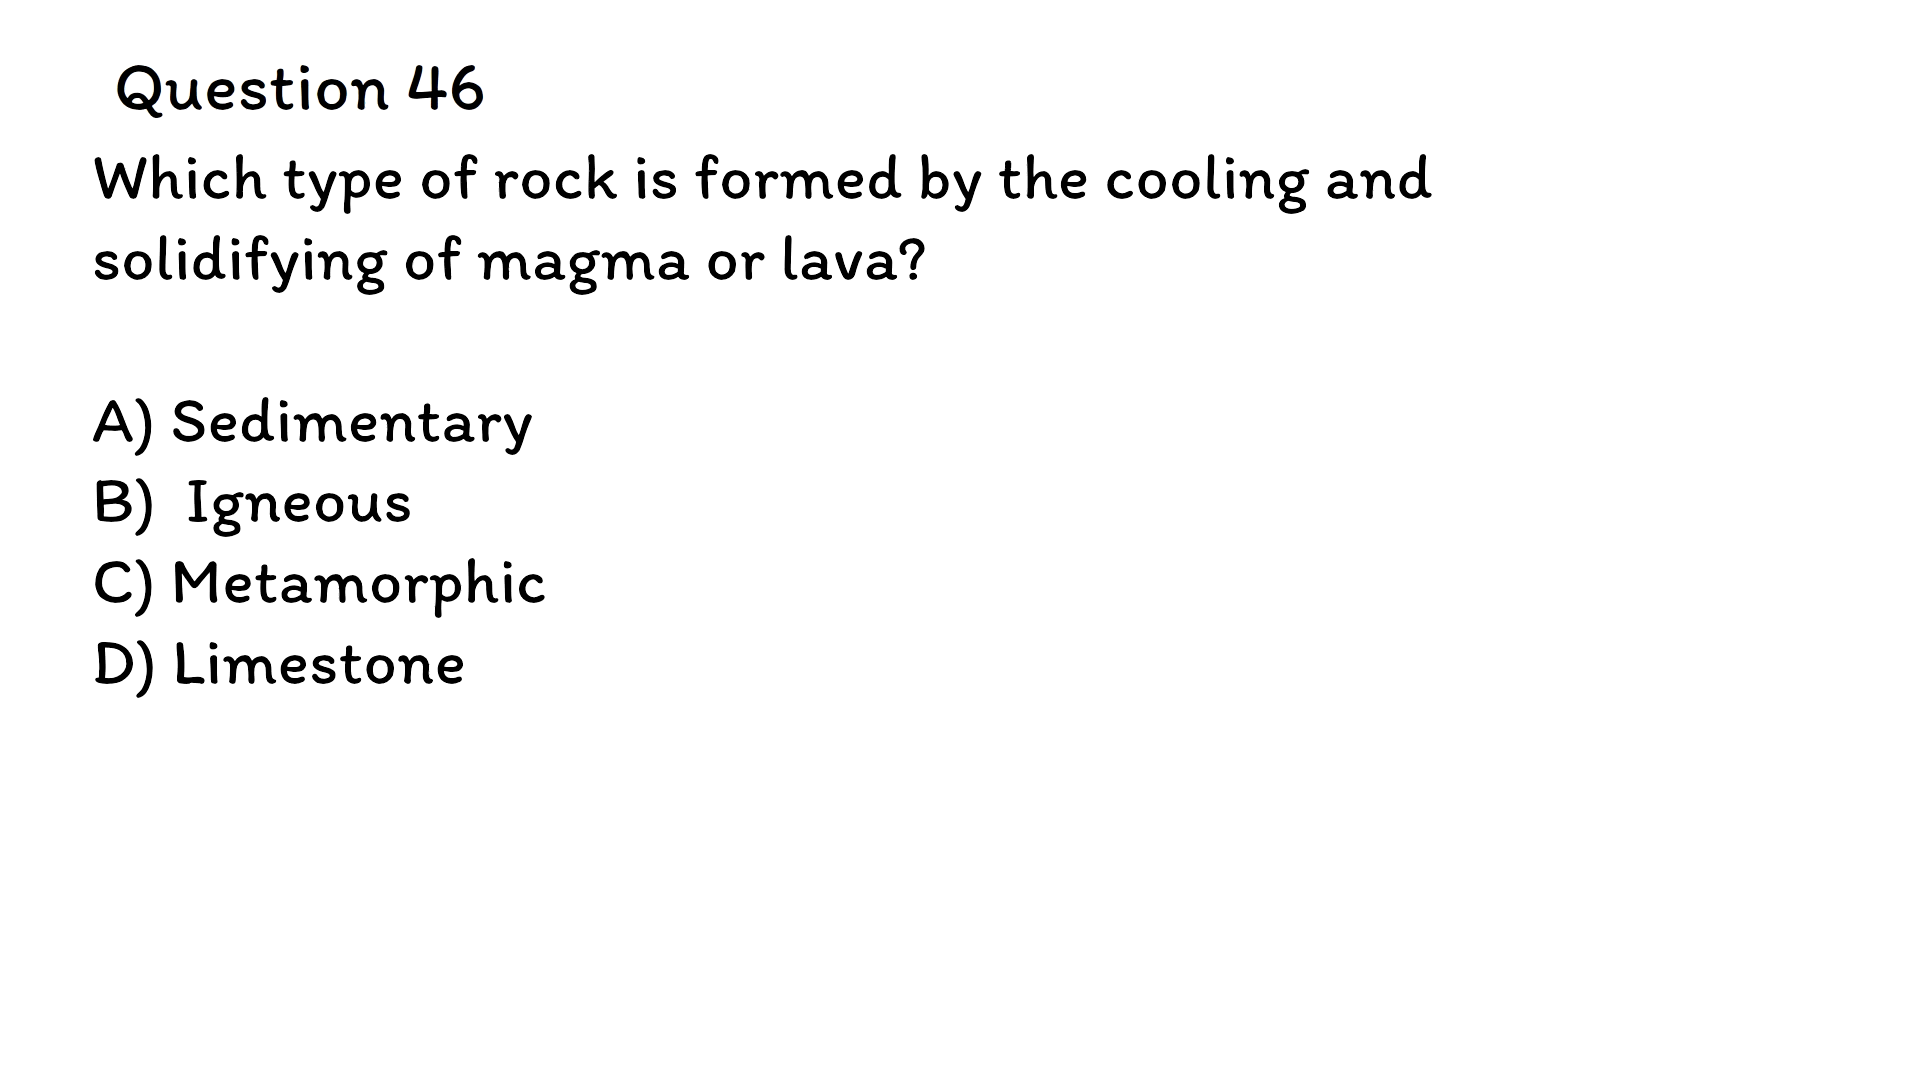 Question 46
Which type of rock is formed by the cooling and
solidifying of magma or lava?
A) Sedimentary
B) Igneous
C) Metamorphic
D) Limestone